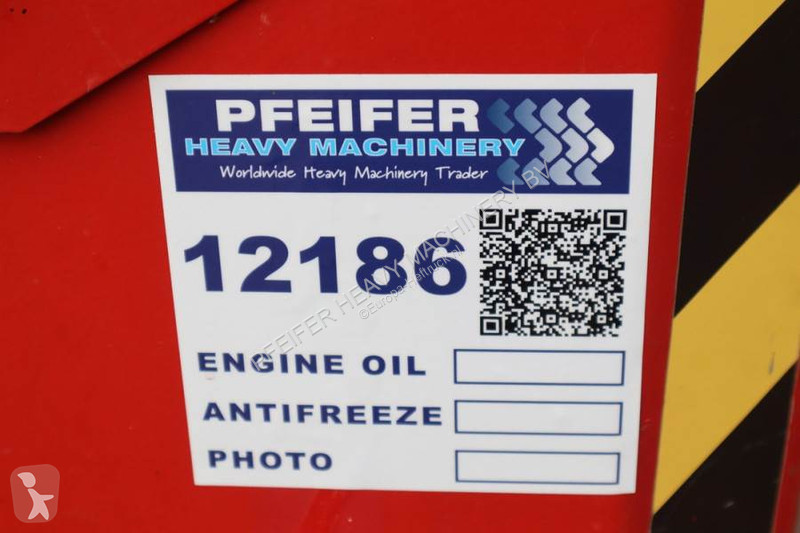 PFEIFER
HEAVY MACHINERY
Worldwide Heavy Machinery Trader
12186
ENGINE OIL
ANTIFREEZE
PHOTO
PFEIFER HEAVY MACHINERY BV